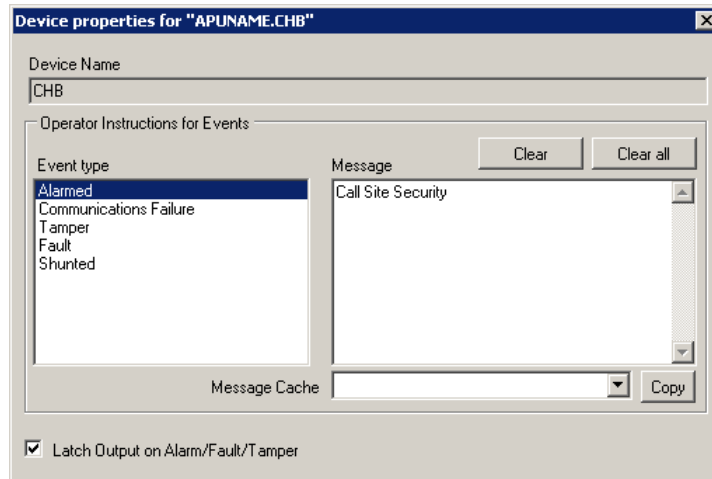 Device properties for "APUNAME.CHB"
Device Name
CHB
Operator Instructions for Events
Clear
Clear all
Event type
Message
Alarmed
Communications Failure
Tamper
Fault
Shunted
Call Site Security
Message Cache
Copy
Latch Output on Alarm/Fault/Tamper